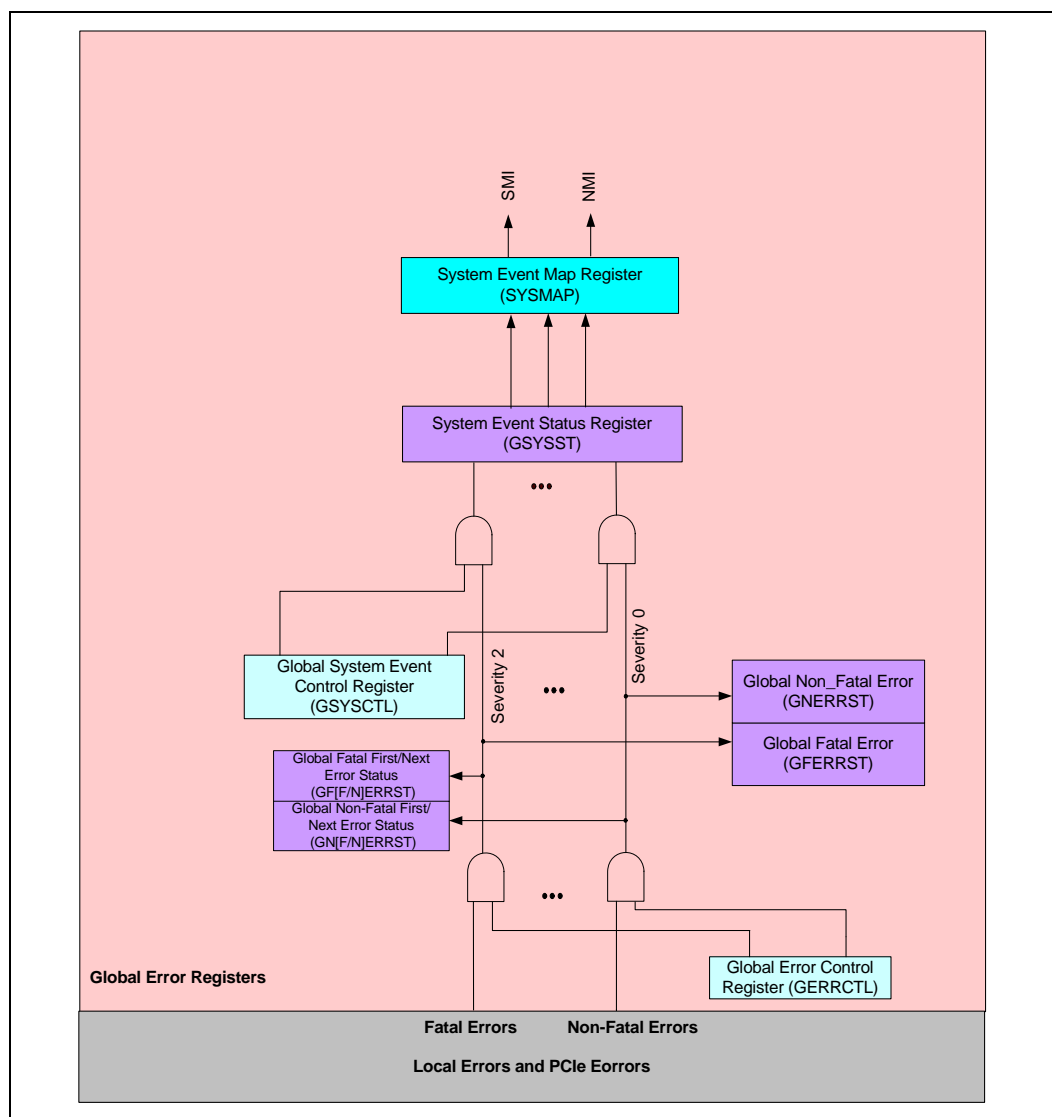 SMI
NMI
System Event Map Register
(SYSMAP)
System Event Status Register
(GSYSST)
•••
Severity 2
Severity 0
Global System Event
Control Register
(GSYSCTL)
•••
Global Non_Fatal Error
(GNERRST)
Global Fatal Error
(GFERRST)
Global Fatal First/Next
Error Status
(GF[F/N]ERRST)
Global Non-Fatal First/
Next Error Status
(GN[F/N]ERRST)
•••
Global Error Control
Register (GERRCTL)
Global Error Registers
Fatal Errors
Non-Fatal Errors
Local Errors and PCIe Eorrors